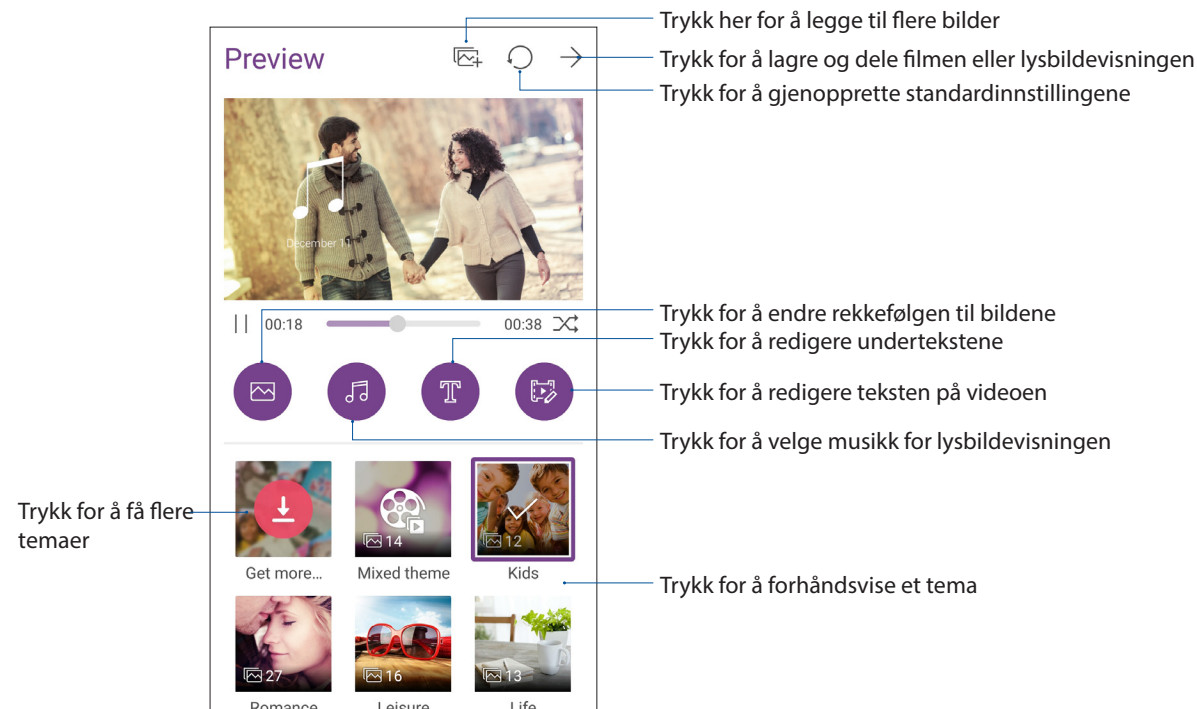 Trykk her for å legge til flere bilder
Preview
Trykk for å lagre og dele filmen eller lysbildevisningen
Trykk for å gjenopprette standardinnstillingene
December 11
00:18
00:38
Trykk for å endre rekkefølgen til bildene
Trykk for å redigere undertekstene
T
Trykk for å redigere teksten på videoen
Trykk for å velge musikk for lysbildevisningen
Trykk for å få flere
temaer
14
12
Get more...
Mixed theme
Kids
Trykk for å forhåndsvise et tema
27
16
13
Romance
Leisure
Life